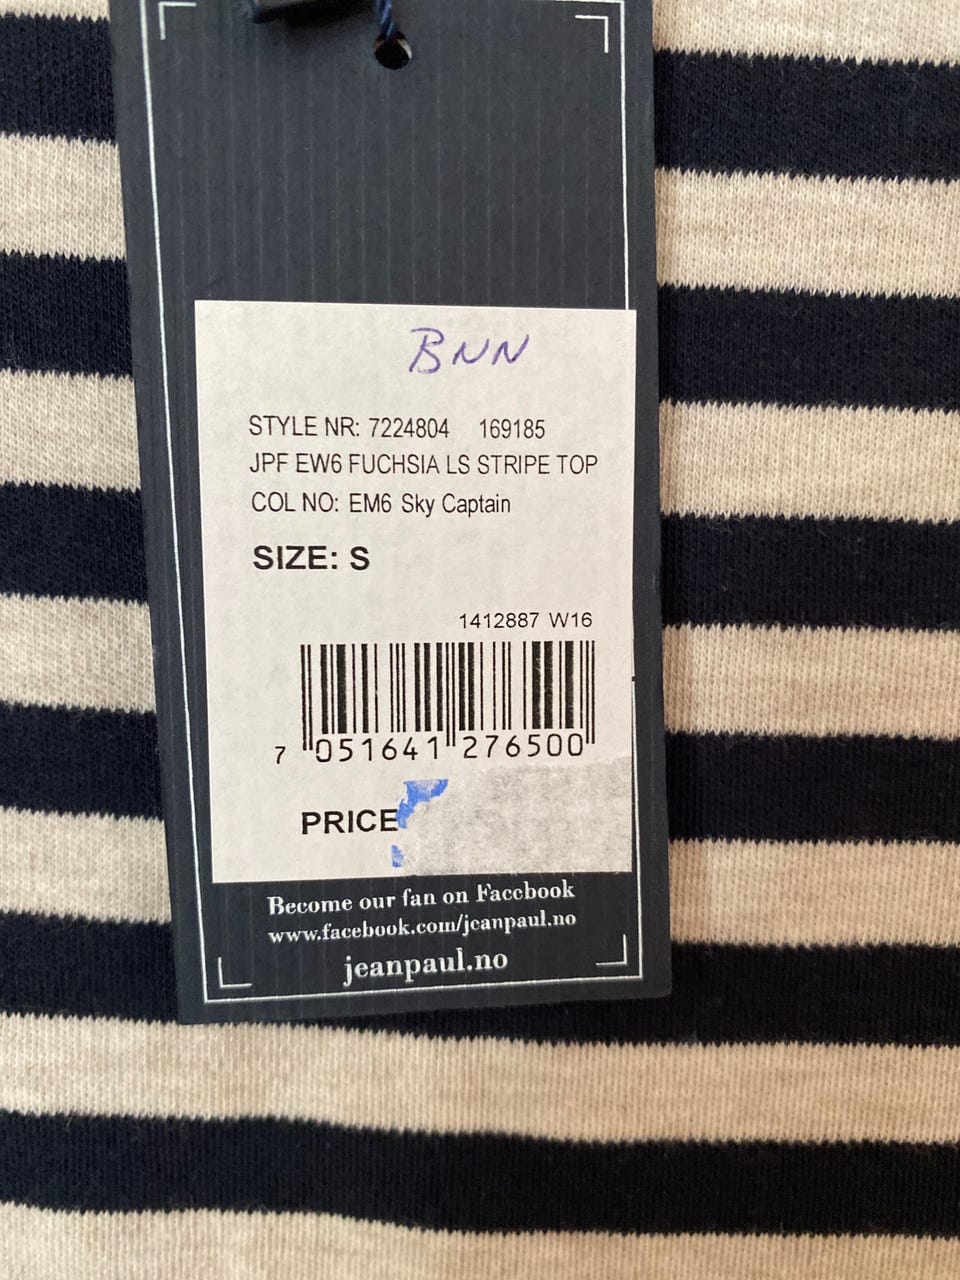 BNN
STYLE NR: 7224804 169185
JPF EW6 FUCHSIA LS STRIPE TOP
COL NO: EM6 Sky Captain
SIZE: S
1412887 W16
7 051641 276500
PRICE
Become our fan on Facebook
www.facebook.com/jeanpaul.no
jeanpaul.no